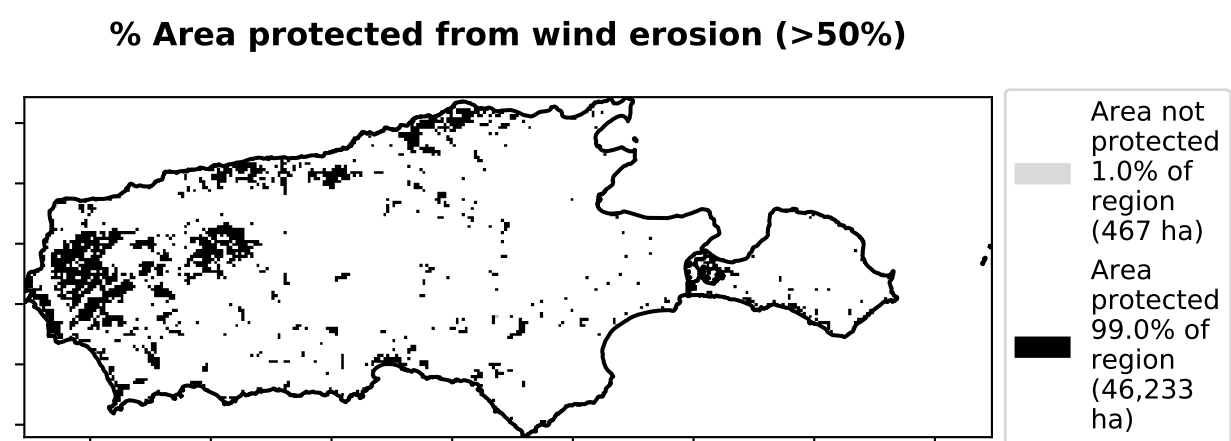 % Area protected from wind erosion (>50%)
Area not
protected
1.0% of
region
(467 ha)
Area
protected
99.0% of
region
(46,233
ha)